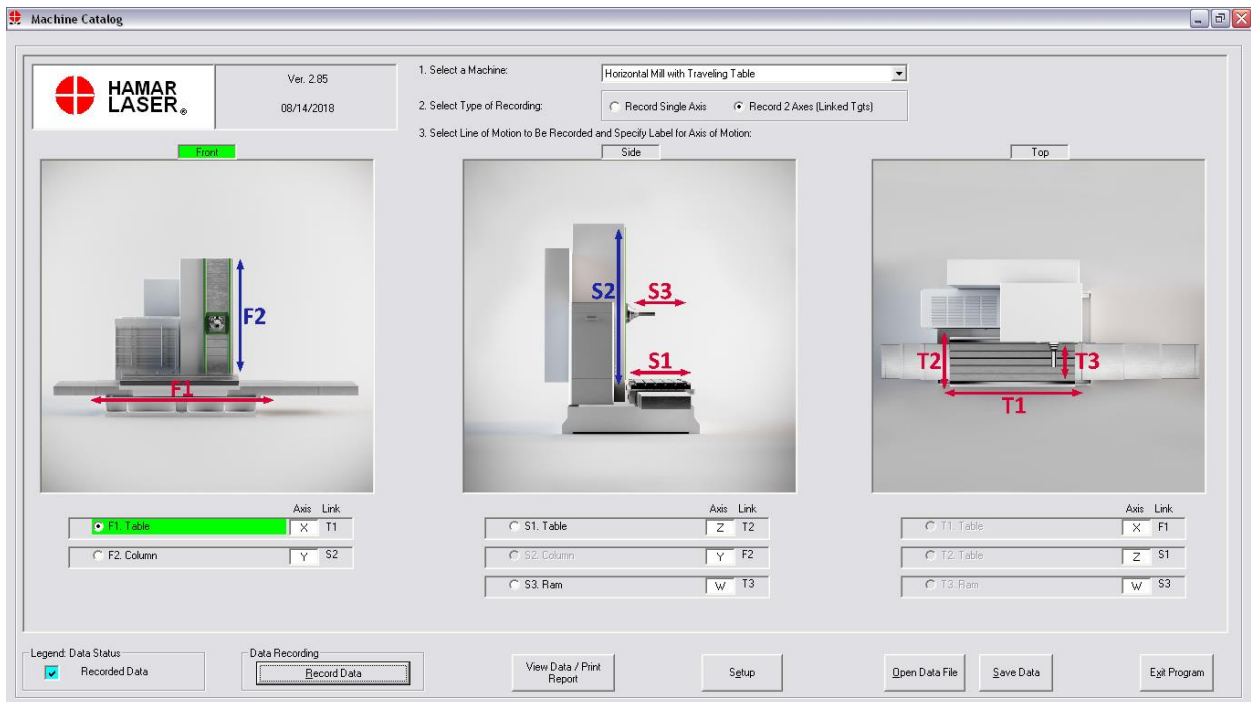 Machine Catalog
HAMAR
LASER®
Ver. 2.85
08/14/2018
1. Select a Machine:
Horizontal Mill with Traveling Table
2. Select Type of Recording:
Record Single Axis
Record 2 Axes (Linked Tgts)
3. Select Line of Motion to Be Recorded and Specify Label for Axis of Motion:
Front
F2
F1
Axis Link
F1. Table X T1
F2. Column Y S2
Side
S2
S3
S1
Axis Link
S1. Table Z T2
S2. Column Y F2
S3. Ram W T3
Top
T2
T3
T1
Axis Link
T1. Table X F1
T2. Table Z S1
T3. Ram W S3
Legend: Data Status
Recorded Data
Data Recording
Record Data
View Data / Print
Report
Setup
Open Data File
Save Data
Exit Program